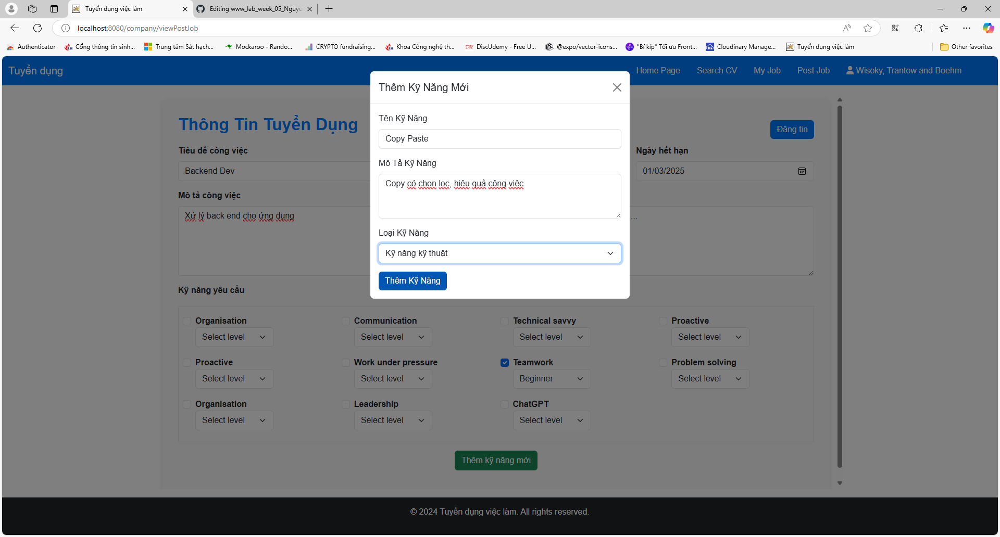 Tuyển dụng việc làm
Editing www_lab_week_05_Nguye
localhost:8080/company/viewPostJob
Authenticator
Cổng thông tin sinh...
Trung tâm Sát hạch...
Mockaroo - Rando...
CRYPTO fundraising...
Khoa Công nghệ th...
DU DiscUdemy - Free U...
@expo/vector-icons...
"Bí kíp" Tối ưu Front...
Cloudinary Manage...
Tuyển dụng việc làm
Other favorites
Tuyển dụng
Home Page
Search CV
My Job
Post Job
Wisoky, Trantow and Boehm
Thêm Kỹ Năng Mới
Tên Kỹ Năng
Copy Paste
Mô Tả Kỹ Năng
Copy có chọn lọc, hiệu quả công việc
Loại Kỹ Năng
Kỹ năng kỹ thuật
Thêm Kỹ Năng
Thông Tin Tuyển Dụng
Đăng tin
Tiêu đề công việc
Backend Dev
Ngày hết hạn
01/03/2025
Mô tả công việc
Xử lý back end cho ứng dụng
...
Kỹ năng yêu cầu
Organisation
Select level
Communication
Select level
Technical savvy
Select level
Proactive
Select level
Proactive
Select level
Work under pressure
Select level
Teamwork
Beginner
Problem solving
Select level
Organisation
Select level
Leadership
Select level
ChatGPT
Select level
Thêm kỹ năng mới
© 2024 Tuyển dụng việc làm. All rights reserved.